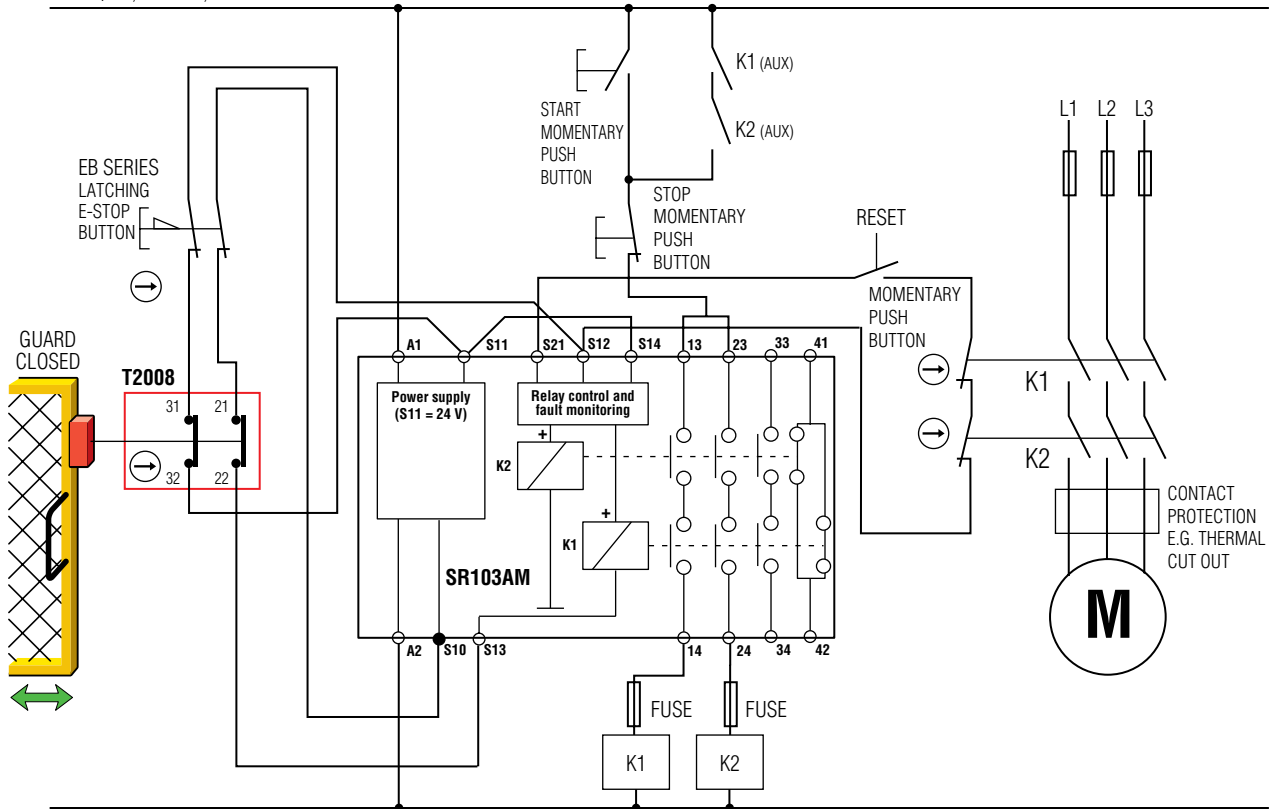 K1 (AUX)
K2 (AUX)
START
MOMENTARY
PUSH
BUTTON
L1 L2 L3
EB SERIES
LATCHING
E-STOP
BUTTON
STOP
MOMENTARY
PUSH
BUTTON
RESET
MOMENTARY
PUSH
BUTTON
GUARD
CLOSED
T2008
31 21
32 22
A1 S11 S21 S12 S14 13 23 33 41
Power supply
(S11 = 24 V)
Relay control and
fault monitoring
+
K2
+
K1
SR103AM
A2 S10 S13 14 24 34 42
K1
K2
CONTACT
PROTECTION
E.G. THERMAL
CUT OUT
M
FUSE FUSE
K1 K2